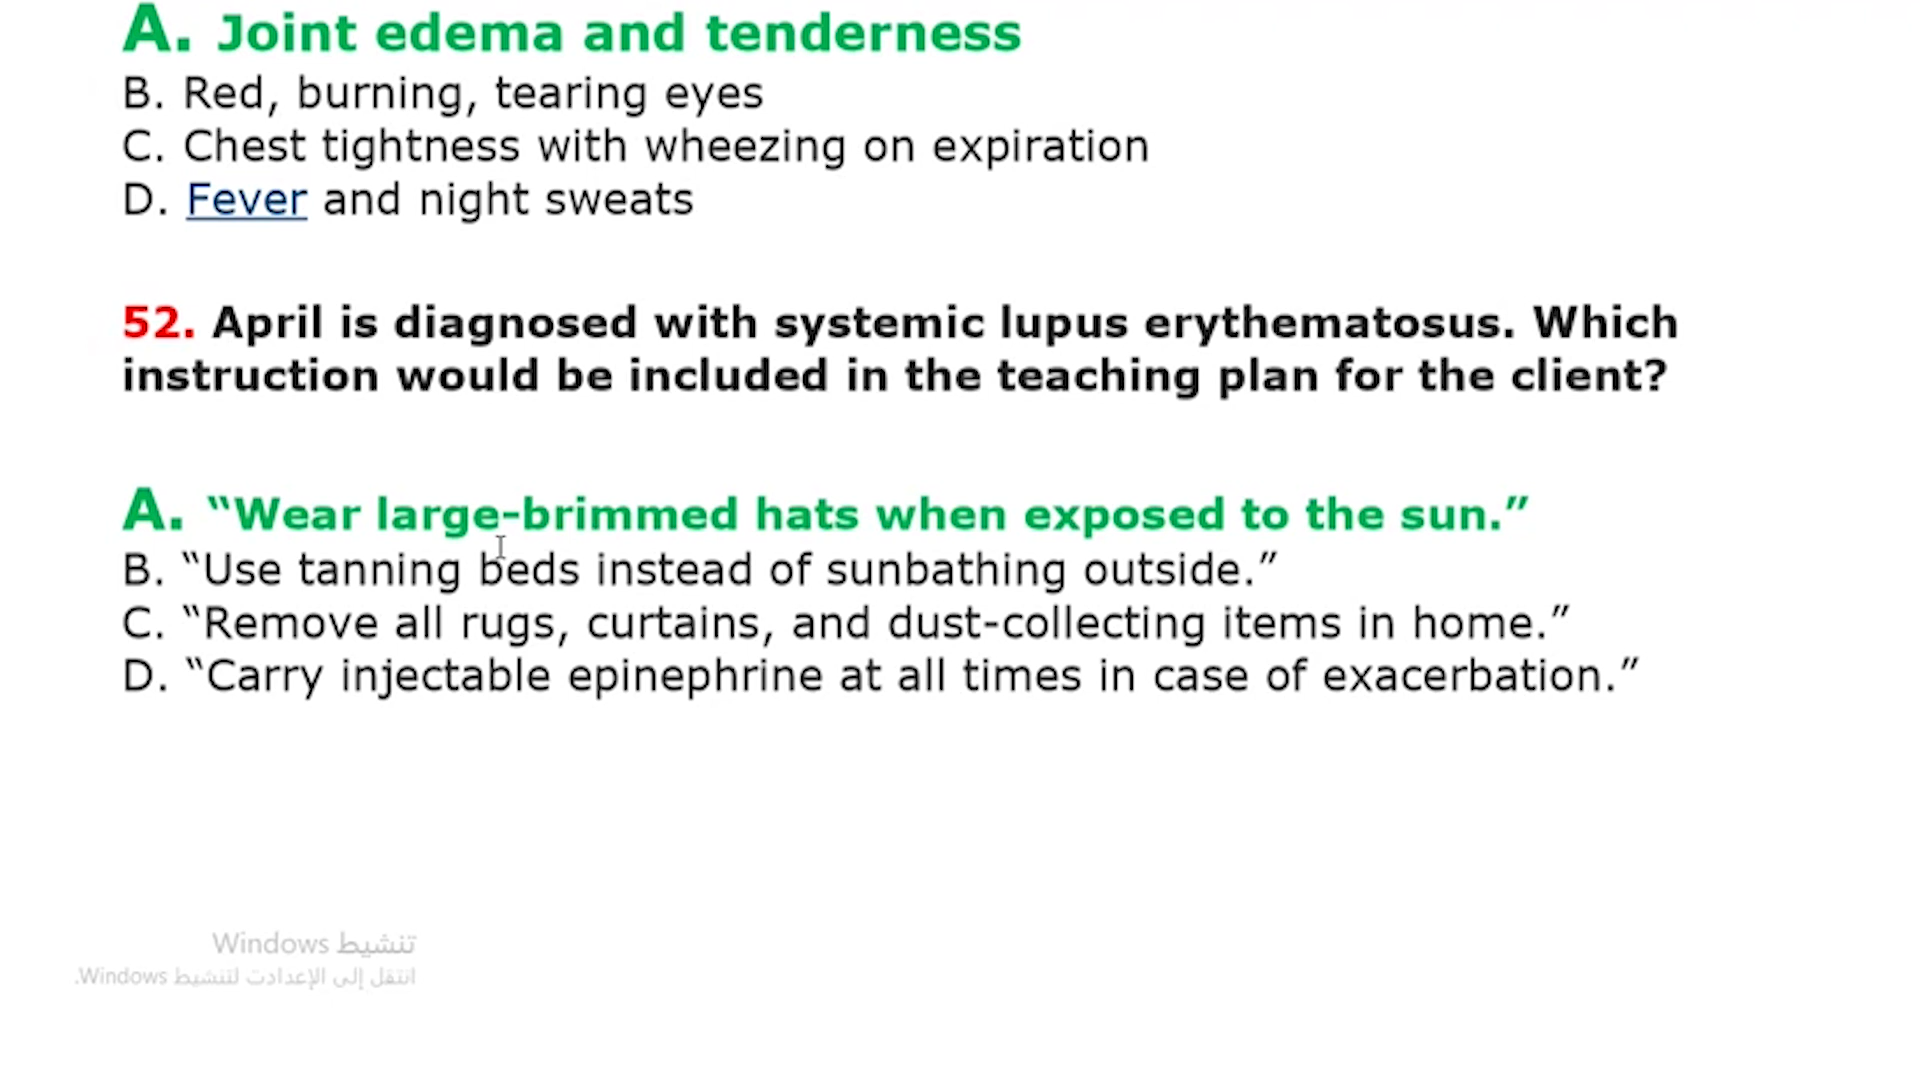 A. Joint edema and tenderness
B. Red, burning, tearing eyes
C. Chest tightness with wheezing on expiration
D. Fever and night sweats
52. April is diagnosed with systemic lupus erythematosus. Which
instruction would be included in the teaching plan for the client?
A. “Wear large-brimmed hats when exposed to the sun.”
B. “Use tanning beds instead of sunbathing outside.”
C. “Remove all rugs, curtains, and dust-collecting items in home.”
D. “Carry injectable epinephrine at all times in case of exacerbation.”
تنشيط Windows
انتقل إلى الإعدادت لتنشيط Windows.